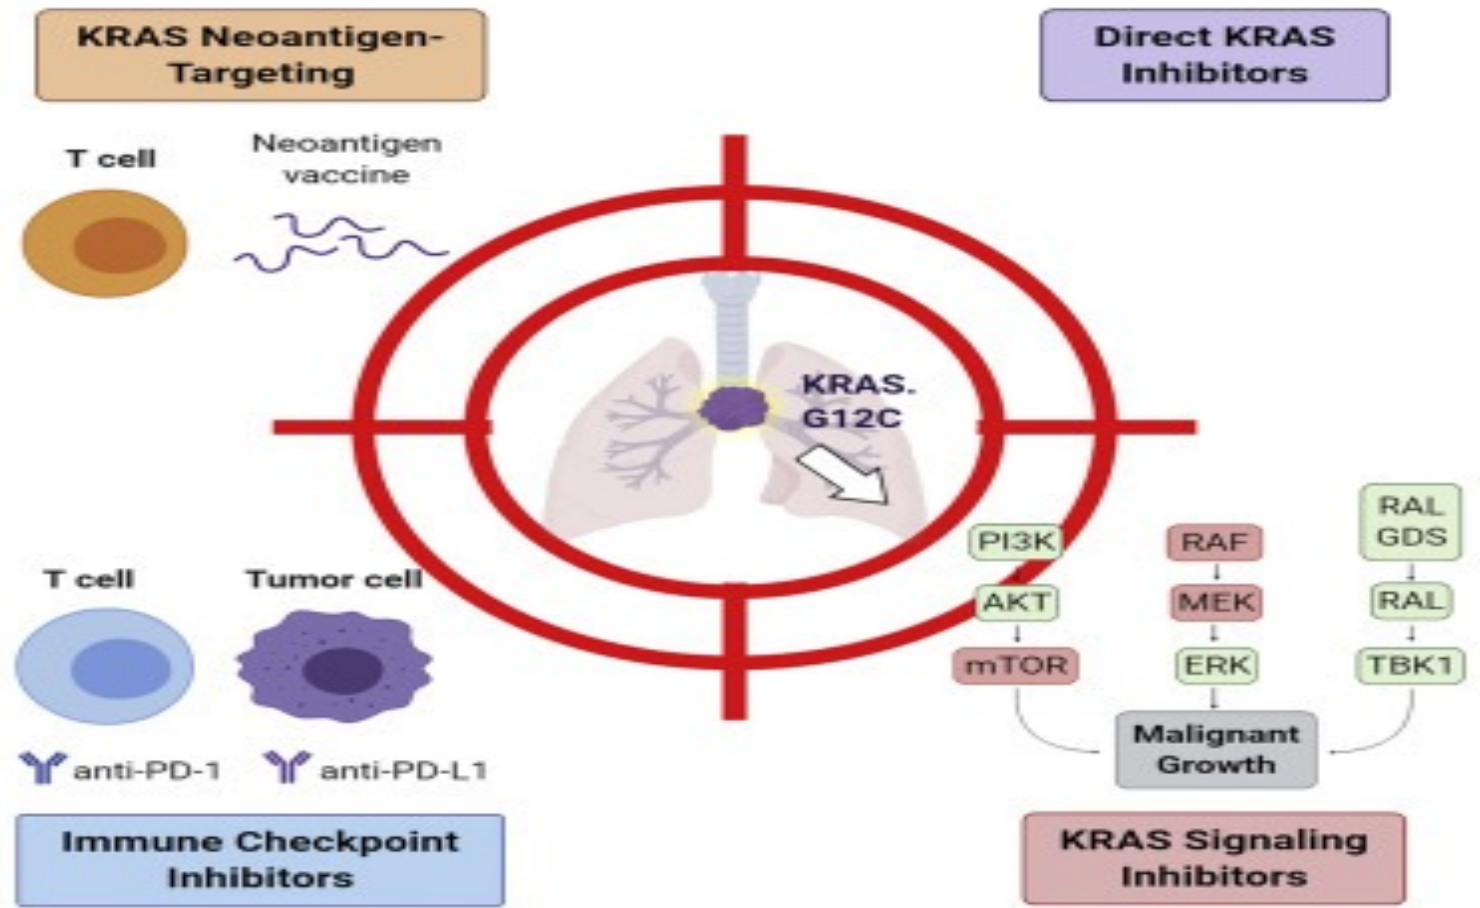 KRAS Neoantigen-
Targeting
Direct KRAS
Inhibitors
T cell
Neoantigen
vaccine
KRAS.
G12C
PI3K
AKT
mTOR
RAF
MEK
ERK
RAL
GDS
RAL
TBK1
Malignant
Growth
T cell
Tumor cell
anti-PD-1
anti-PD-L1
Immune Checkpoint
Inhibitors
KRAS Signaling
Inhibitors